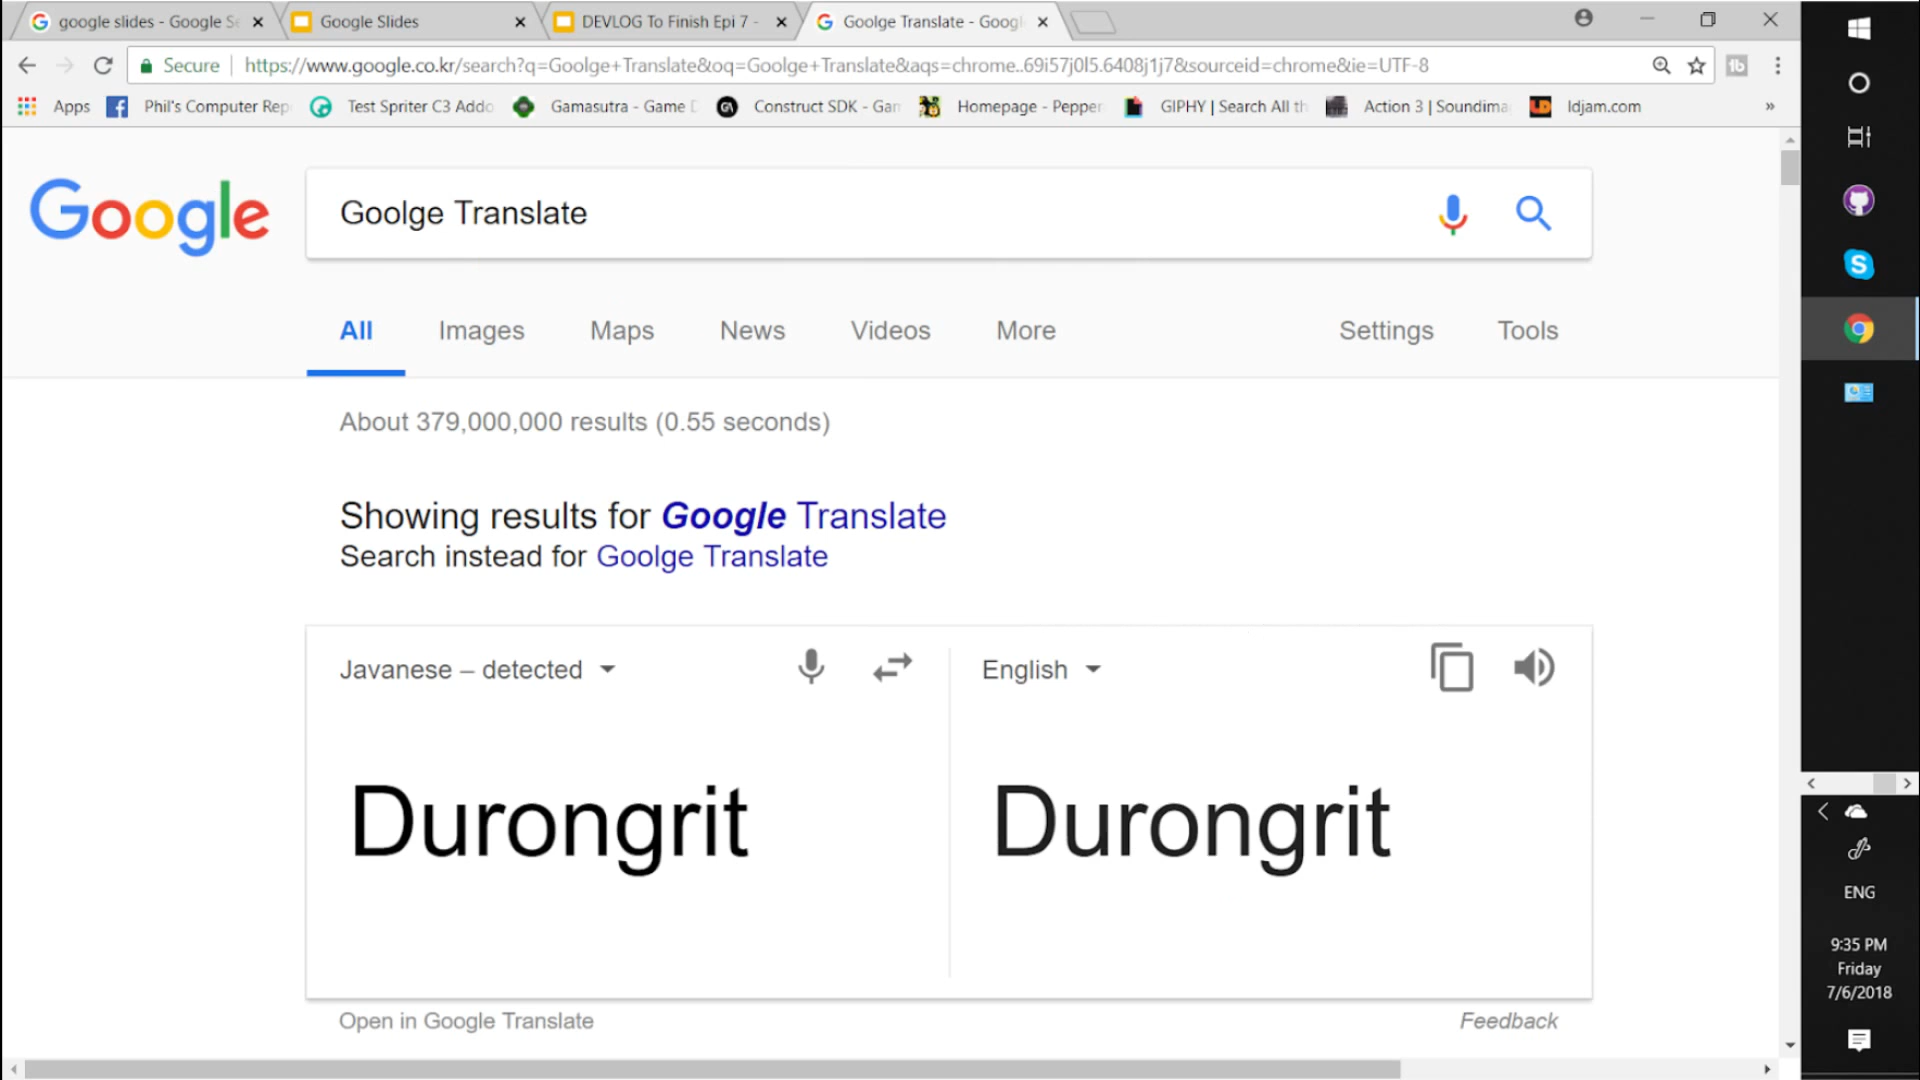 google slides - Google Se
Google Slides
DEVLOG To Finish Epi 7 -
Goolge Translate - Googl
Secure
https://www.google.co.kr/search?q=Goolge+Translate&oq=Goolge+Translate&aqs=chrome..69i57j0l5.6408j1j7&sourceid=chrome&ie=UTF-8
Apps
Phil's Computer Rep
Test Spriter C3 Addo
Gamasutra - Game D
Construct SDK - Gam
Homepage - Pepper
GIPHY | Search All th
Action 3 | Soundima
ldjam.com
Google
Goolge Translate
All
Images
Maps
News
Videos
More
Settings
Tools
About 379,000,000 results (0.55 seconds)
Showing results for Google Translate
Search instead for Goolge Translate
Javanese – detected
English
Durongrit
Durongrit
Open in Google Translate
Feedback
ENG
9:35 PM
Friday
7/6/2018